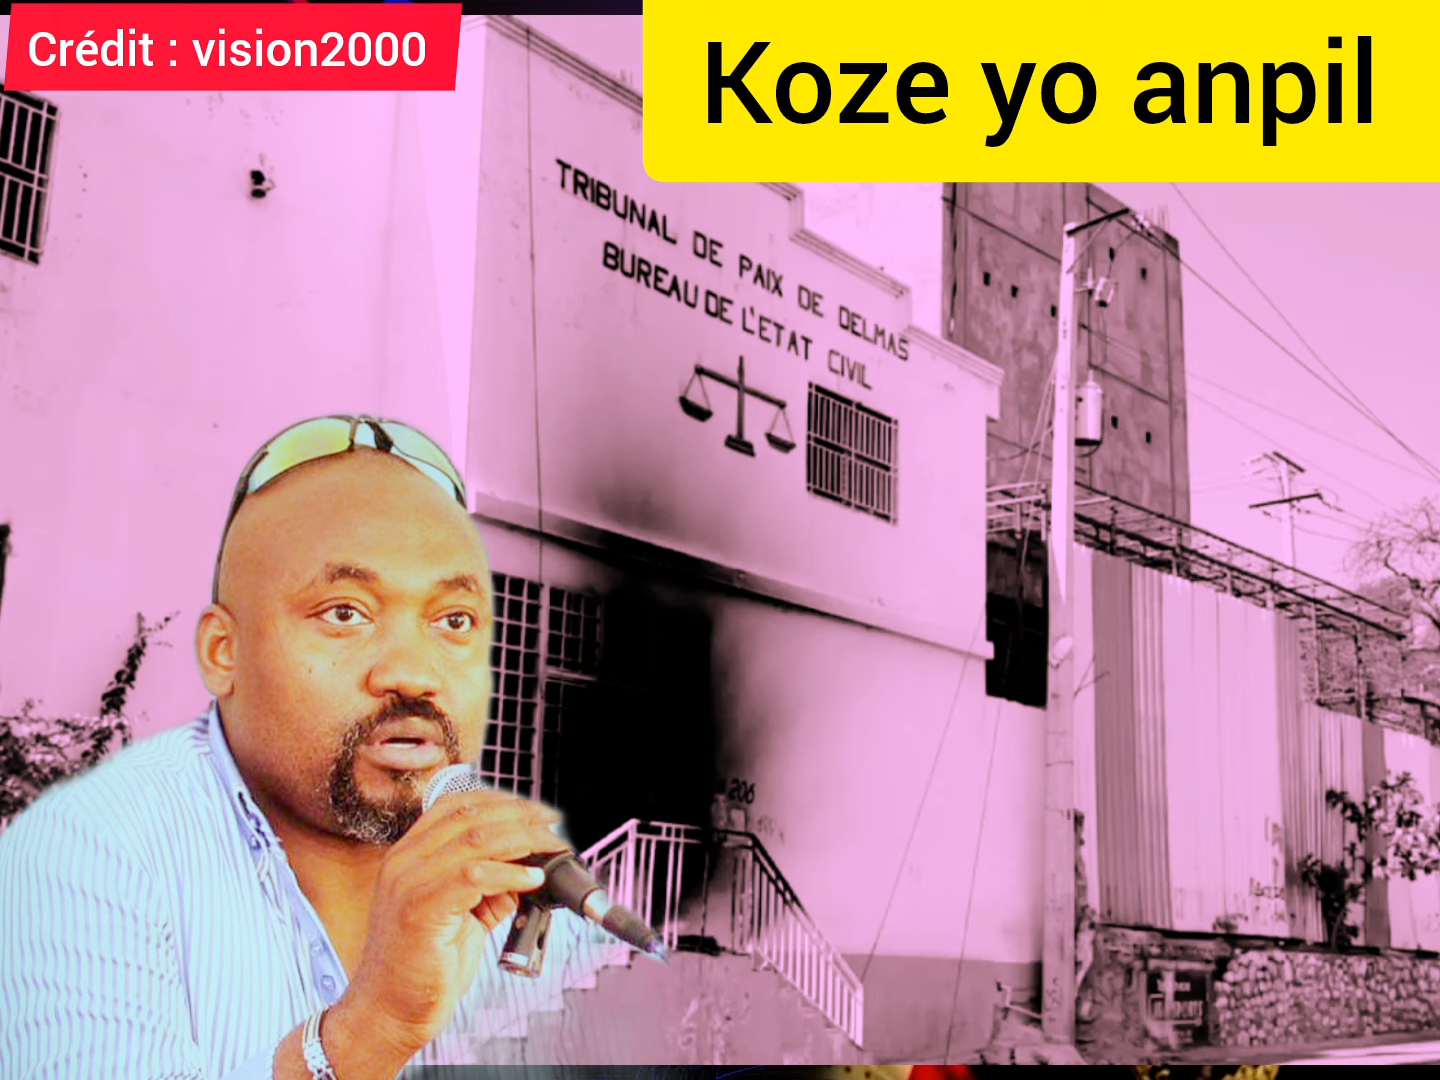 Crédit : vision2000
Koze yo anpil
TRIBUNAL DE PAIX DE DELMAS
BUREAU DE L'ETAT CIVIL
206